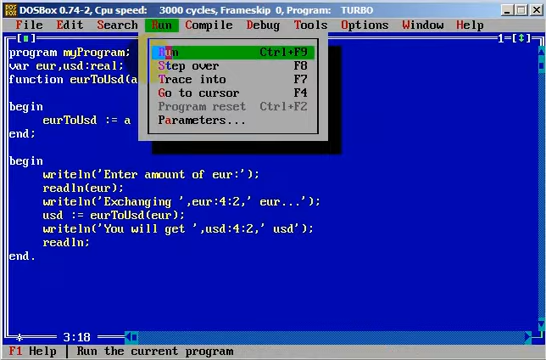 DOSBox 0.74-2, Cpu speed: 3000 cycles, Frameskip 0, Program: TURBO
File Edit Search Run Compile Debug Tools Options Window Help
1=[↕]
program myProgram;
var eur,usd:real;
function eurToUsd(a
begin
eurToUsd := a
end;
begin
writeln('Enter amount of eur:');
readln(eur);
writeln('Exchanging ',eur:4:2,' eur...');
usd := eurToUsd(eur);
writeln('You will get ',usd:4:2,' usd');
readln;
end.
Run Ctrl+F9
Step over F8
Trace into F7
Go to cursor F4
Program reset Ctrl+F2
Parameters...
3:18
F1 Help | Run the current program